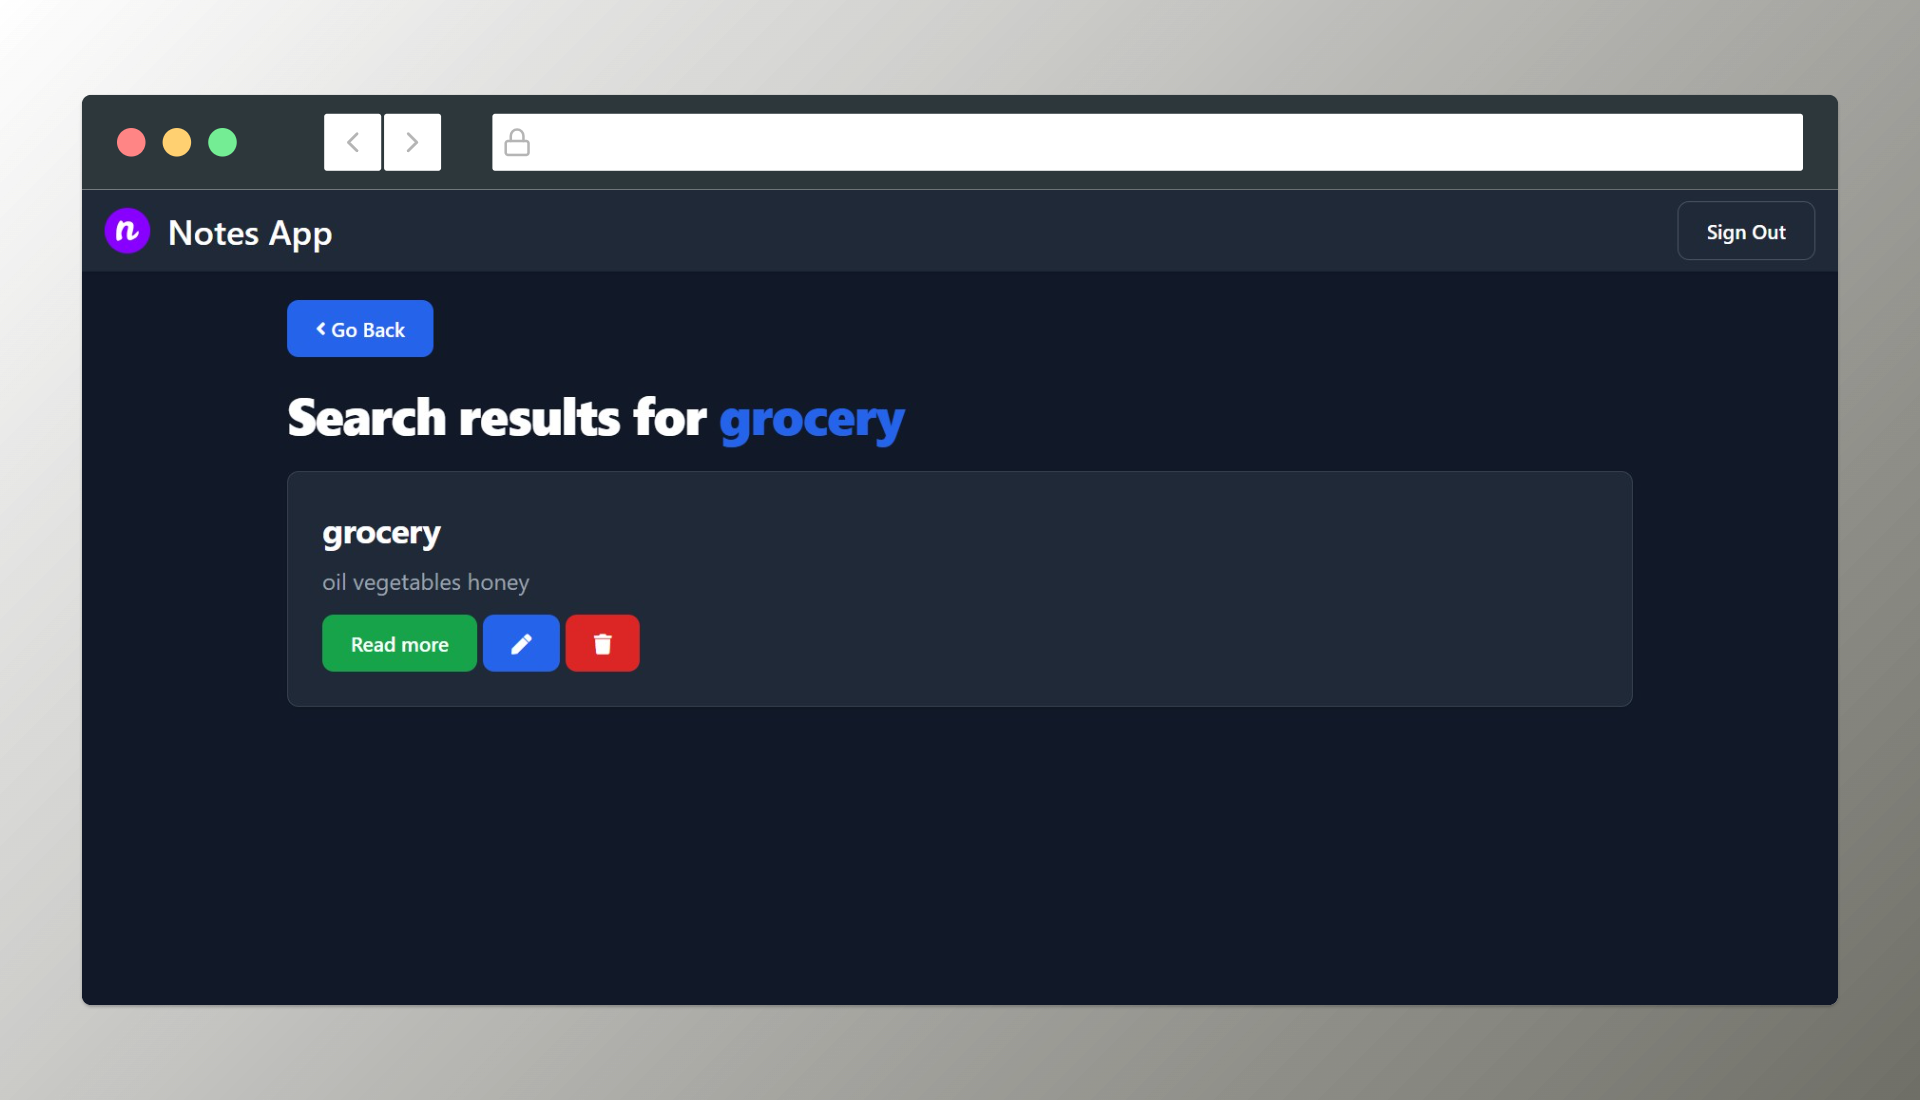 n
Notes App
Sign Out
Go Back
Search results for grocery
grocery
oil vegetables honey
Read more